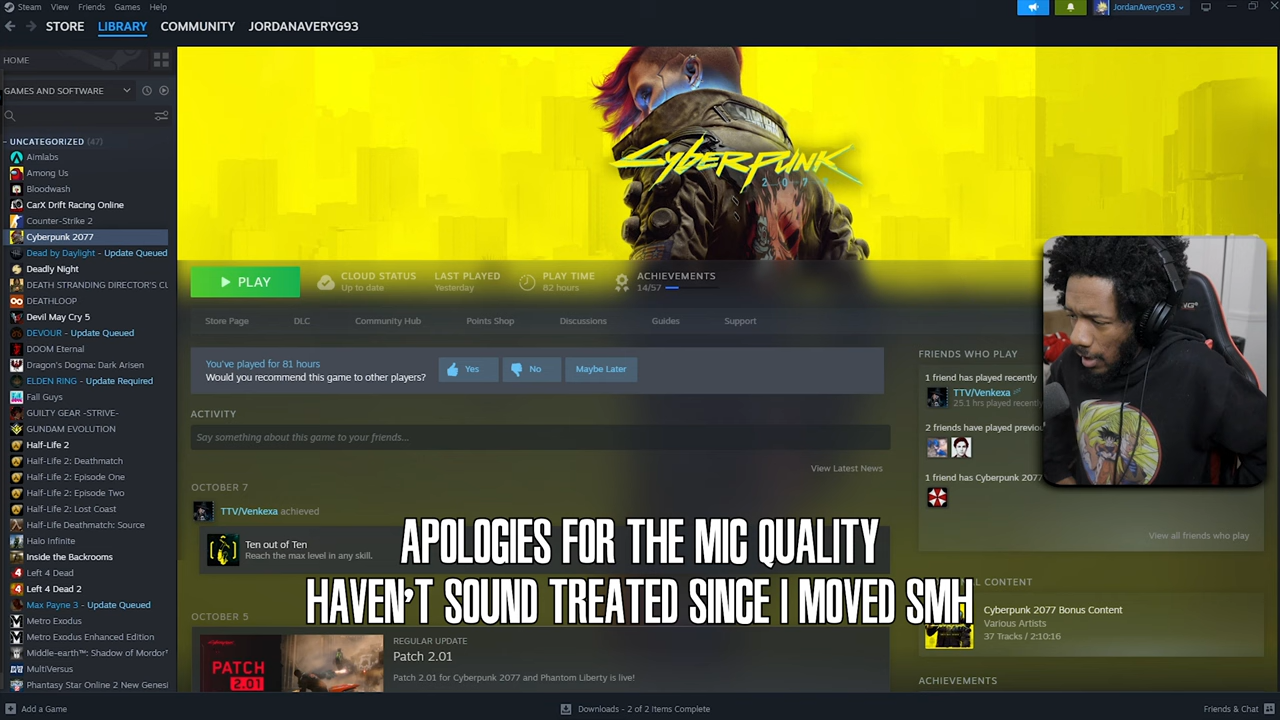 Steam View Friends Games Help
JordanAveryG93
STORE LIBRARY COMMUNITY JORDANAVERYG93
HOME
GAMES AND SOFTWARE
UNCATEGORIZED (47)
Aimlabs
Among Us
Bloodwash
CarX Drift Racing Online
Counter-Strike 2
Cyberpunk 2077
Dead by Daylight - Update Queued
Deadly Night
DEATH STRANDING DIRECTOR'S CU
DEATHLOOP
Devil May Cry 5
DEVOUR - Update Queued
DOOM Eternal
Dragon's Dogma: Dark Arisen
ELDEN RING - Update Required
Fall Guys
GUILTY GEAR -STRIVE-
GUNDAM EVOLUTION
Half-Life 2
Half-Life 2: Deathmatch
Half-Life 2: Episode One
Half-Life 2: Episode Two
Half-Life 2: Lost Coast
Half-Life Deathmatch: Source
Halo Infinite
Inside the Backrooms
Left 4 Dead
Left 4 Dead 2
Max Payne 3 - Update Queued
Metro Exodus
Metro Exodus Enhanced Edition
Middle-earth™: Shadow of Mordor
MultiVersus
Phantasy Star Online 2 New Genesi
Add a Game
SAMURAI
Cyberpunk
2077
PLAY
CLOUD STATUS
Up to date
LAST PLAYED
Yesterday
PLAY TIME
82 hours
ACHIEVEMENTS
14/57
Store Page DLC Community Hub Points Shop Discussions Guides Support
You've played for 81 hours
Would you recommend this game to other players?
Yes No Maybe Later
ACTIVITY
Say something about this game to your friends...
View Latest News
OCTOBER 7
TTV/Venkexa achieved
Ten out of Ten
Reach the max level in any skill.
APOLOGIES FOR THE MIC QUALITY
HAVEN'T SOUND TREATED SINCE I MOVED SMH
OCTOBER 5
PATCH
2.01
REGULAR UPDATE
Patch 2.01
Patch 2.01 for Cyberpunk 2077 and Phantom Liberty is live!
FRIENDS WHO PLAY
1 friend has played recently
TTV/Venkexa
25.1 hrs played recently
2 friends have played previou
1 friend has Cyberpunk 2077
View all friends who play
CONTENT
Cyberpunk 2077 Bonus Content
Various Artists
37 Tracks / 2:10:16
ACHIEVEMENTS
Downloads - 2 of 2 Items Complete
Friends & Chat